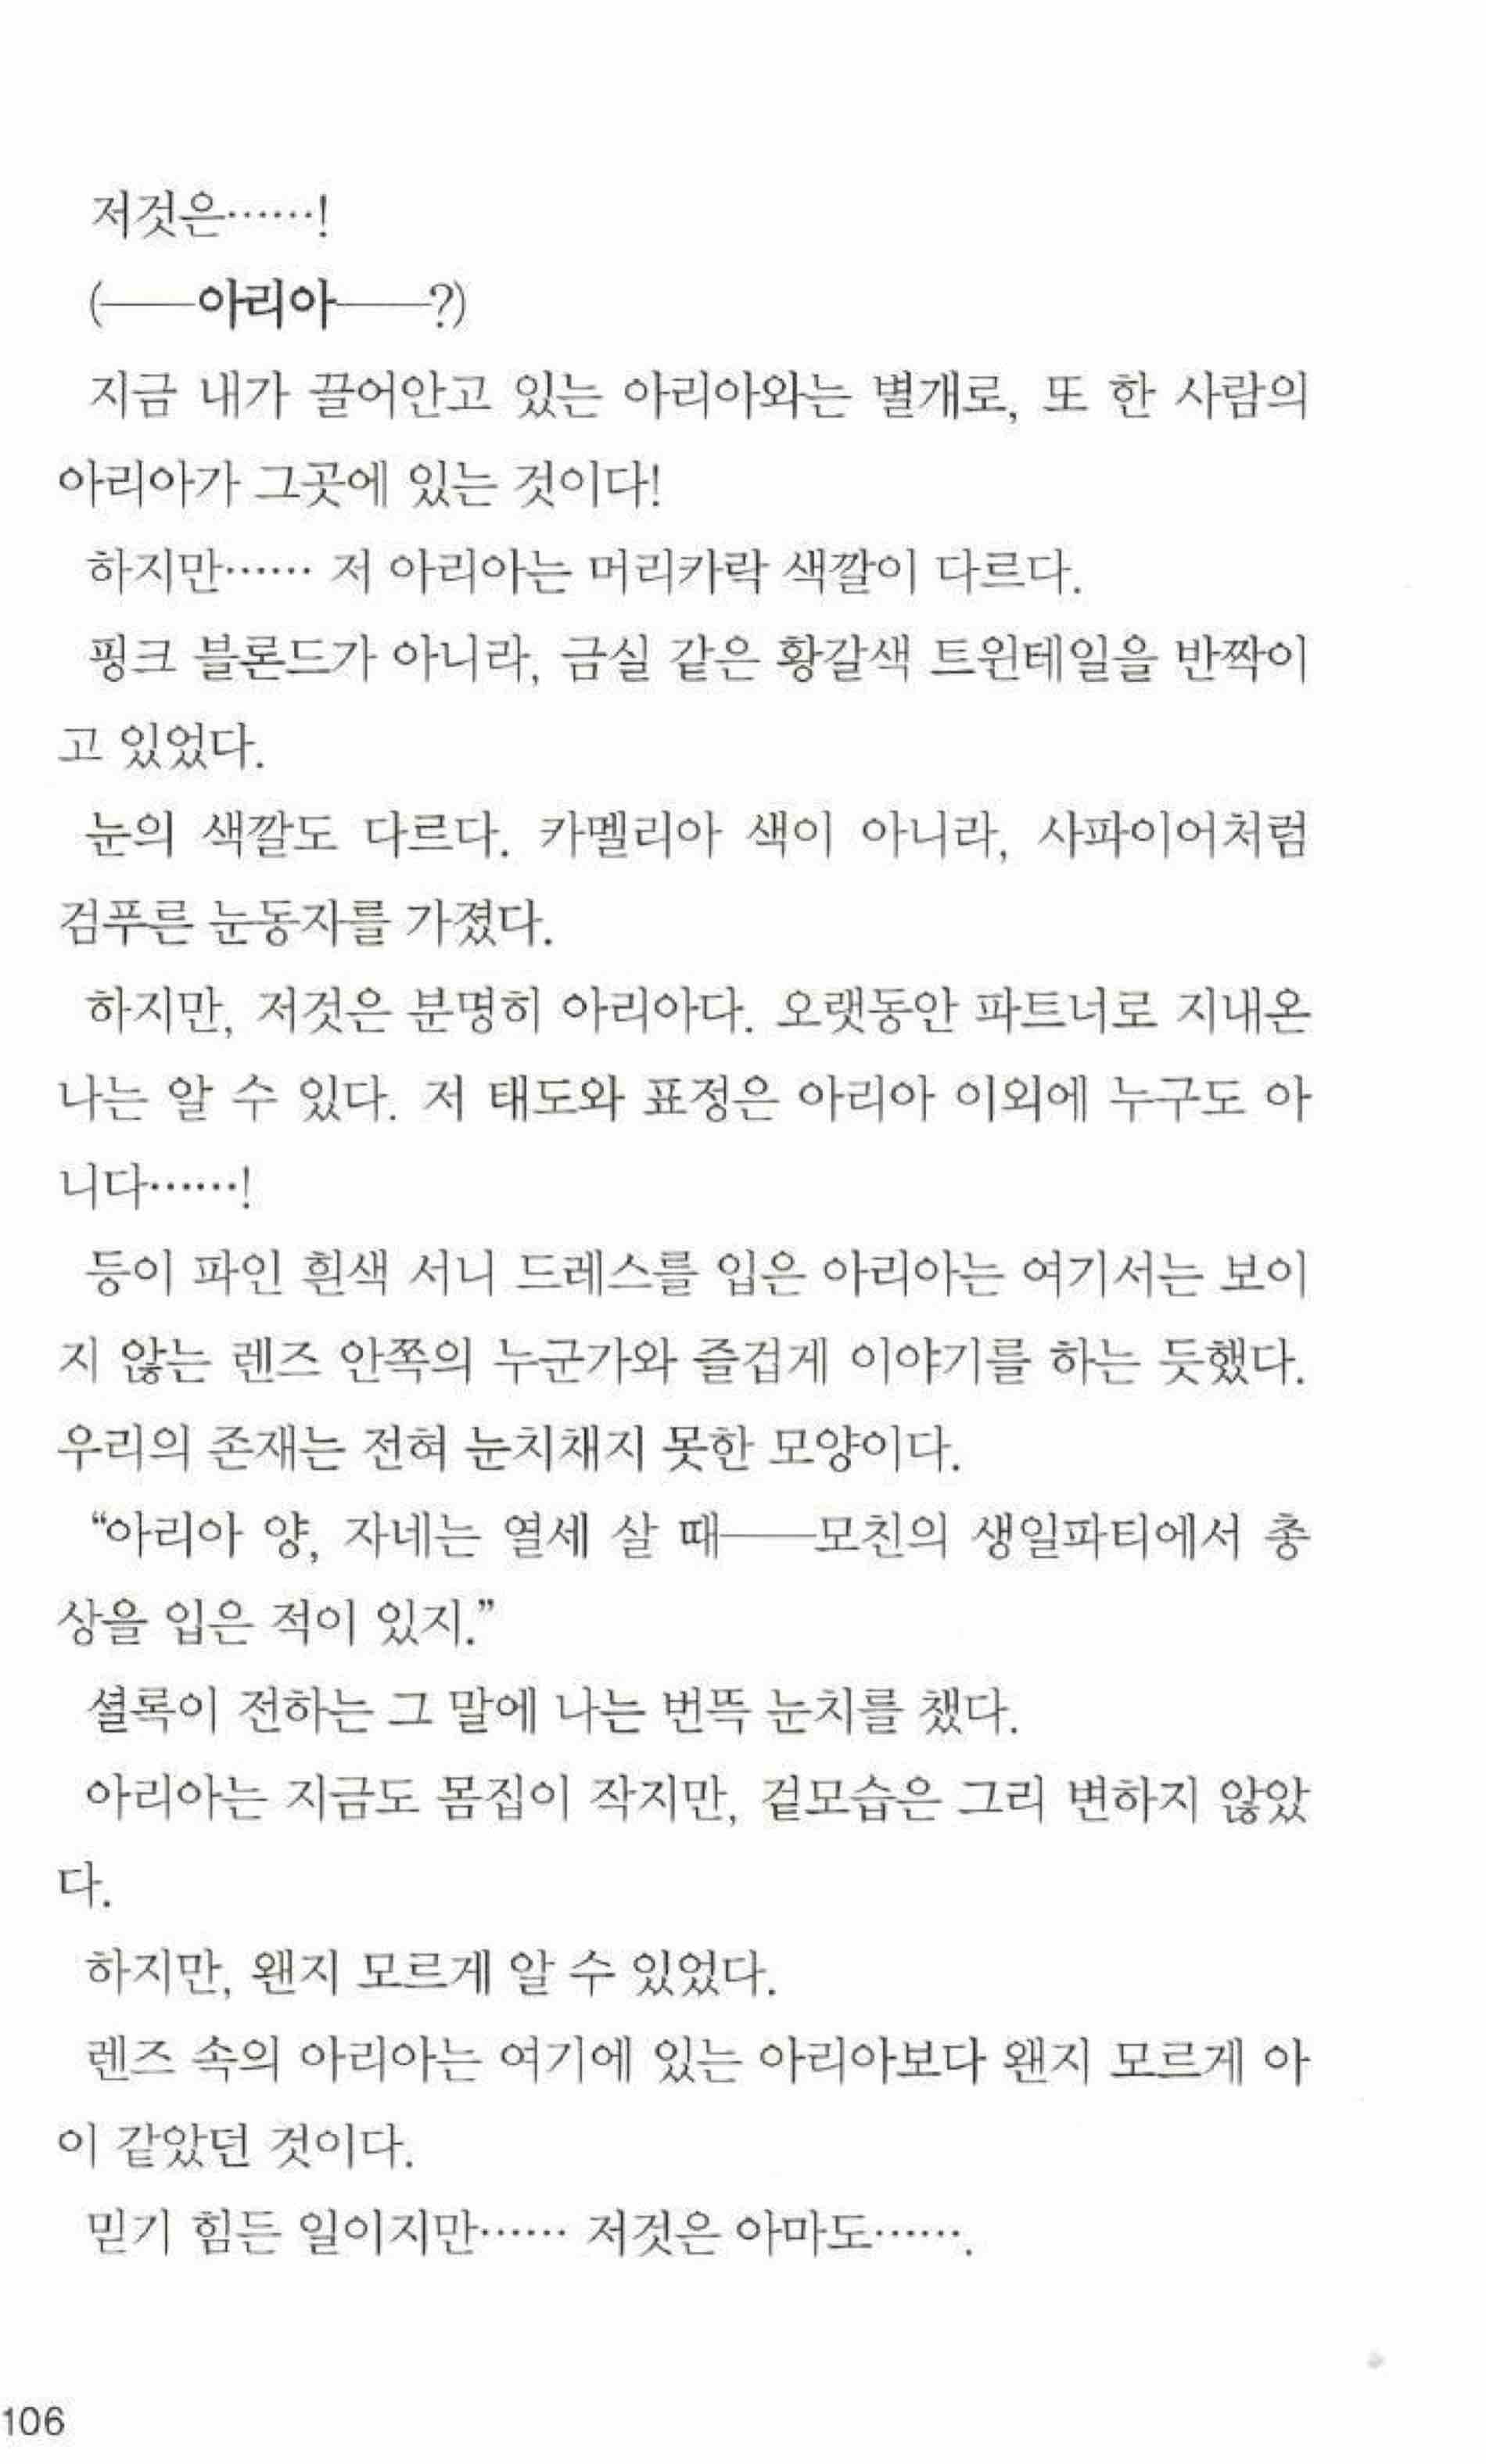 저것은……!
(──아리아──?)
지금 내가 끌어안고 있는 아리아와는 별개로, 또 한 사람의
아리아가 그곳에 있는 것이다!
하지만…… 저 아리아는 머리카락 색깔이 다르다.
핑크 블론드가 아니라, 금실 같은 황갈색 트윈테일을 반짝이
고 있었다.
눈의 색깔도 다르다. 카멜리아 색이 아니라, 사파이어처럼
검푸른 눈동자를 가졌다.
하지만, 저것은 분명히 아리아다. 오랫동안 파트너로 지내온
나는 알 수 있다. 저 태도와 표정은 아리아 이외에 누구도 아
니다……!
등이 파인 흰색 서니 드레스를 입은 아리아는 여기서는 보이
지 않는 렌즈 안쪽의 누군가와 즐겁게 이야기를 하는 듯했다.
우리의 존재는 전혀 눈치채지 못한 모양이다.
“아리아 양, 자네는 열세 살 때──모친의 생일파티에서 총
상을 입은 적이 있지.”
셜록이 전하는 그 말에 나는 번뜩 눈치를 챘다.
아리아는 지금도 몸집이 작지만, 겉모습은 그리 변하지 않았
다.
하지만, 왠지 모르게 알 수 있었다.
렌즈 속의 아리아는 여기에 있는 아리아보다 왠지 모르게 아
이 같았던 것이다.
믿기 힘든 일이지만…… 저것은 아마도…….
106